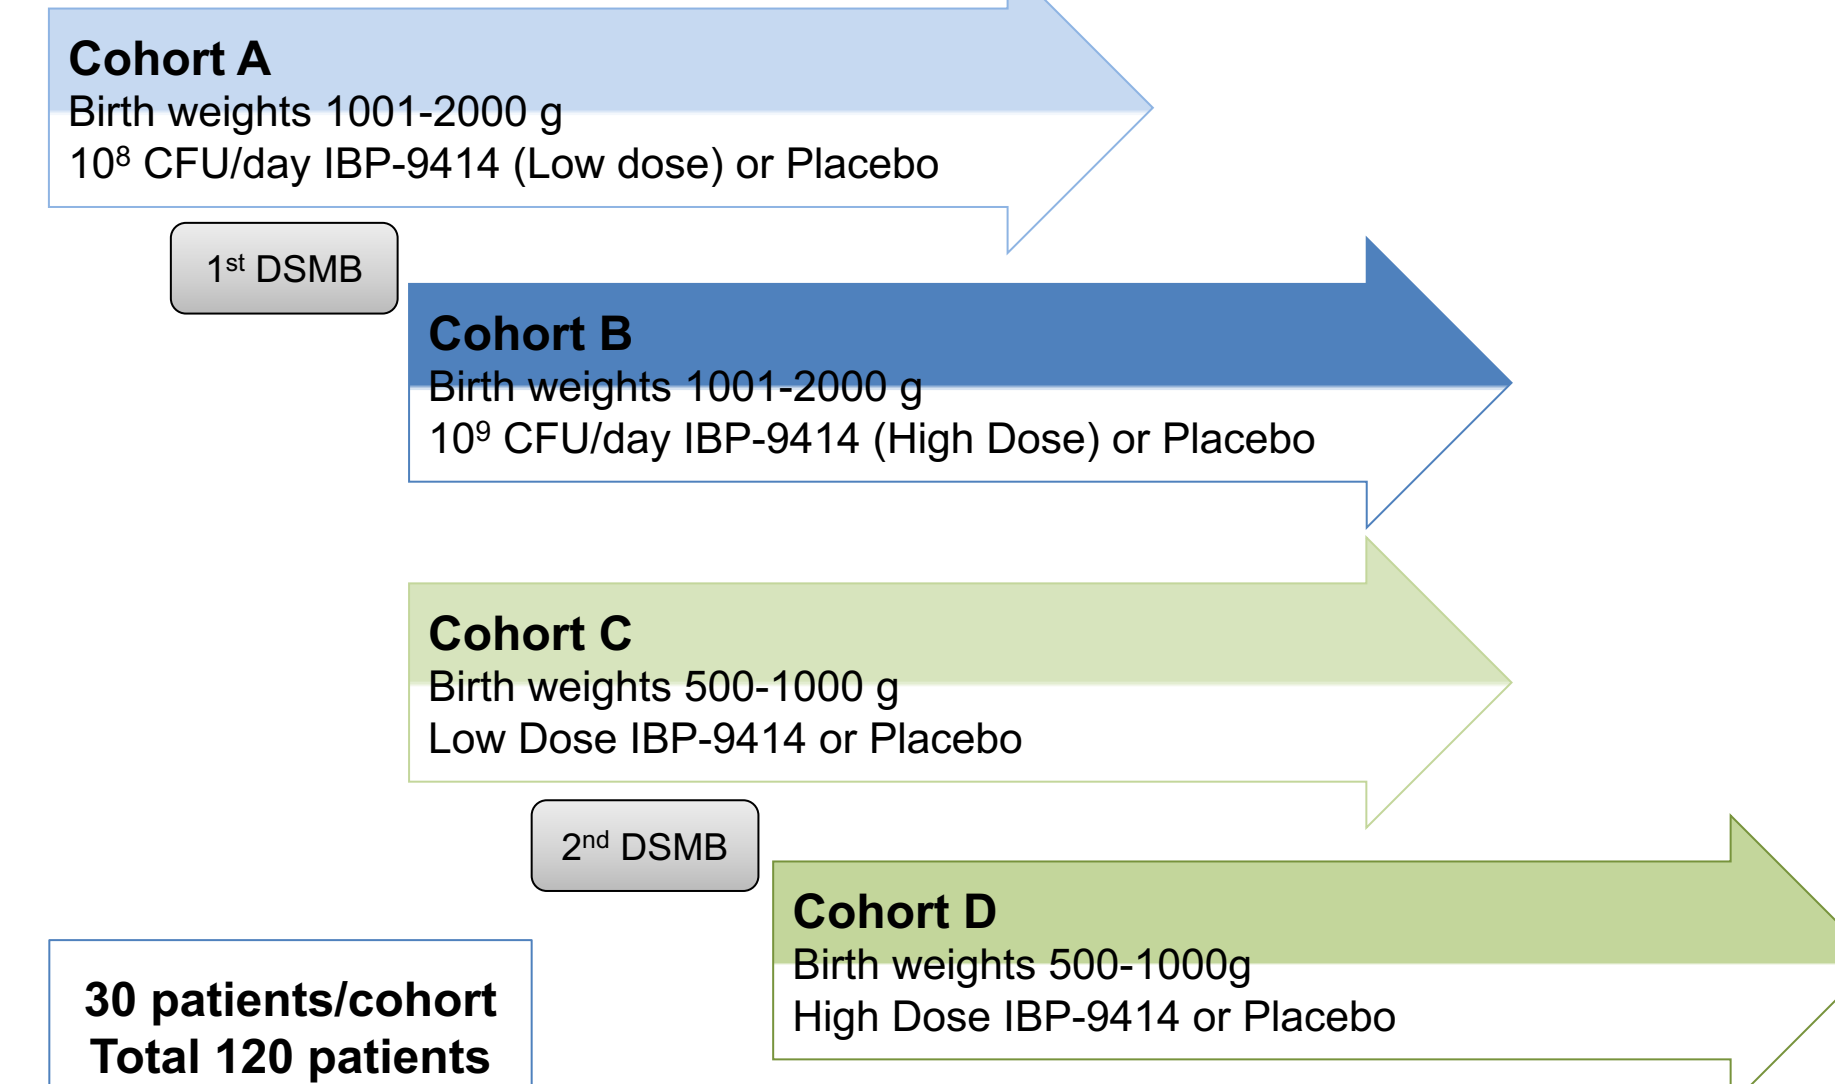 Cohort A
Birth weights 1001-2000 g
10⁸ CFU/day IBP-9414 (Low dose) or Placebo
1st DSMB
Cohort B
Birth weights 1001-2000 g
10⁹ CFU/day IBP-9414 (High Dose) or Placebo
Cohort C
Birth weights 500-1000 g
Low Dose IBP-9414 or Placebo
2nd DSMB
Cohort D
Birth weights 500-1000g
High Dose IBP-9414 or Placebo
30 patients/cohort
Total 120 patients